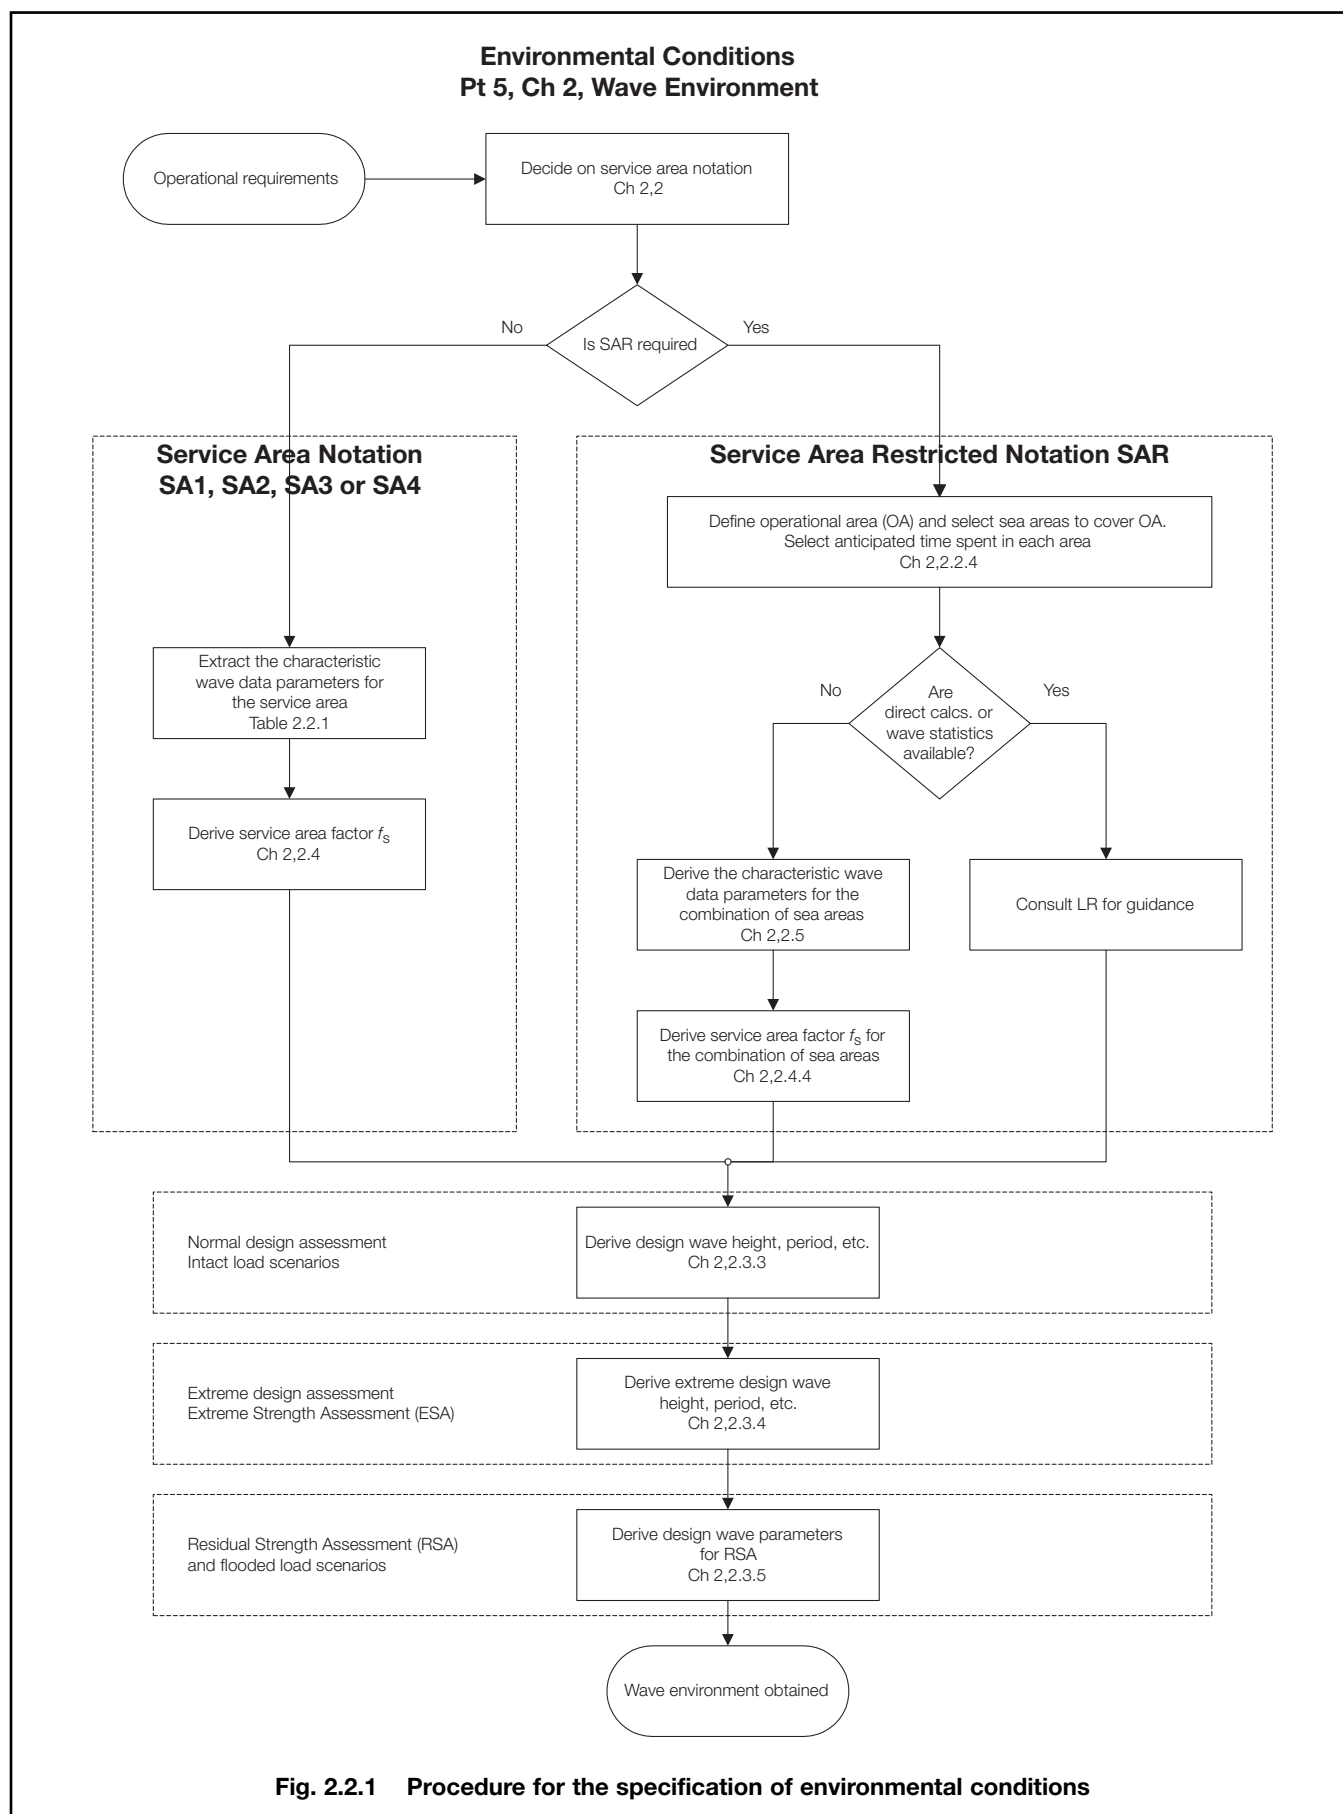 Environmental Conditions
Pt 5, Ch 2, Wave Environment
Operational requirements
Decide on service area notation
Ch 2,2
Is SAR required
No
Yes
Service Area Notation
SA1, SA2, SA3 or SA4
Extract the characteristic
wave data parameters for
the service area
Table 2.2.1
Derive service area factor fs
Ch 2,2.4
Service Area Restricted Notation SAR
Define operational area (OA) and select sea areas to cover OA.
Select anticipated time spent in each area
Ch 2,2.2.4
Are
direct calcs. or
wave statistics
available?
No
Yes
Derive the characteristic wave
data parameters for the
combination of sea areas
Ch 2,2.5
Consult LR for guidance
Derive service area factor fs for
the combination of sea areas
Ch 2,2.4.4
Normal design assessment
Intact load scenarios
Derive design wave height, period, etc.
Ch 2,2.3.3
Extreme design assessment
Extreme Strength Assessment (ESA)
Derive extreme design wave
height, period, etc.
Ch 2,2.3.4
Residual Strength Assessment (RSA)
and flooded load scenarios
Derive design wave parameters
for RSA
Ch 2,2.3.5
Wave environment obtained
Fig. 2.2.1 Procedure for the specification of environmental conditions